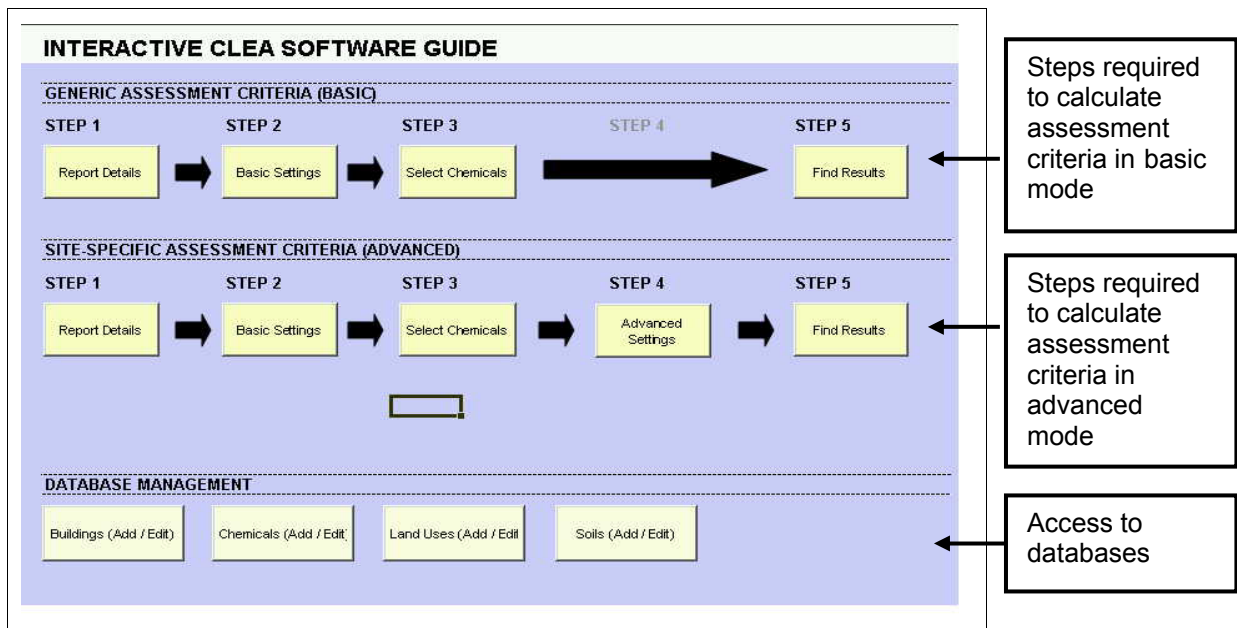 INTERACTIVE CLEA SOFTWARE GUIDE
GENERIC ASSESSMENT CRITERIA (BASIC)
STEP 1 STEP 2 STEP 3 STEP 4 STEP 5
Report Details Basic Settings Select Chemicals Find Results
Steps required
to calculate
assessment
criteria in basic
mode
SITE-SPECIFIC ASSESSMENT CRITERIA (ADVANCED)
STEP 1 STEP 2 STEP 3 STEP 4 STEP 5
Report Details Basic Settings Select Chemicals Advanced Settings Find Results
Steps required
to calculate
assessment
criteria in
advanced
mode
DATABASE MANAGEMENT
Buildings (Add / Edit) Chemicals (Add / Edit) Land Uses (Add / Edit Soils (Add / Edit)
Access to
databases